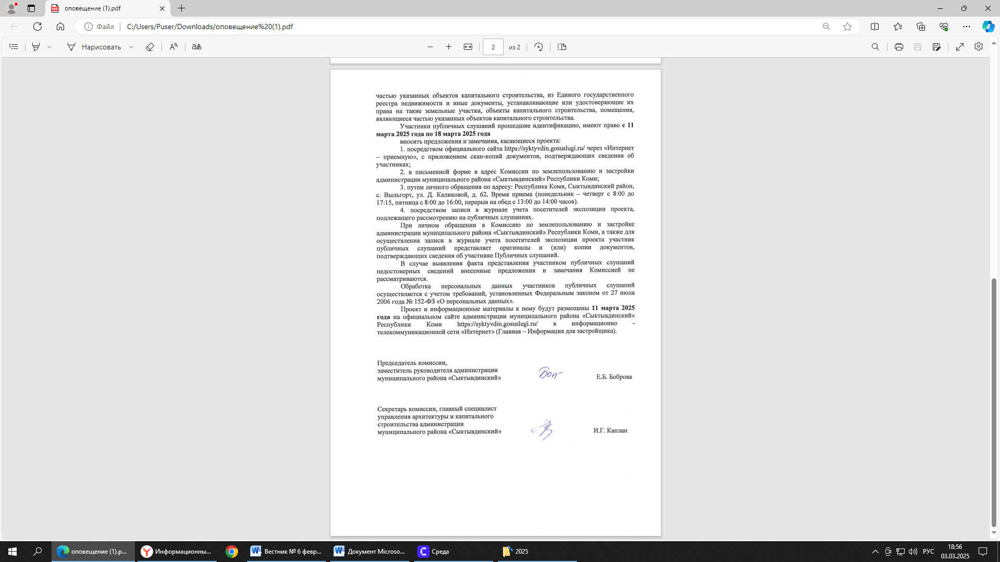 оповещение (1).pdf
Файл
C:/Users/Puser/Downloads/оповещение%20(1).pdf
Нарисовать
2
из 2
частью указанных объектов капитального строительства, из Единого государственного
реестра недвижимости и иные документы, устанавливающие или удостоверяющие их
права на такие земельные участки, объекты капитального строительства, помещения,
являющиеся частью указанных объектов капитального строительства.
Участники публичных слушаний прошедшие идентификацию, имеют право с 11
марта 2025 года по 18 марта 2025 года
вносить предложения и замечания, касающиеся проекта:
1. посредством официального сайта https://syktyvdin.gosuslugi.ru/ через «Интернет
– приемную», с приложением скан-копий документов, подтверждающих сведения об
участниках;
2. в письменной форме в адрес Комиссии по землепользованию и застройки
администрации муниципального района «Сыктывдинский» Республики Коми;
3. путем личного обращения по адресу: Республика Коми, Сыктывдинский район,
с. Выльгорт, ул. Д. Каликовой, д. 62. Время приема (понедельник – четверг с 8:00 до
17:15, пятница с 8:00 до 16:00, перерыв на обед с 13:00 до 14:00 часов).
4. посредством записи в журнале учета посетителей экспозиции проекта,
подлежащего рассмотрению на публичных слушаниях.
При личном обращении в Комиссию по землепользованию и застройке
администрации муниципального района «Сыктывдинский» Республики Коми, а также для
осуществления записи в журнале учета посетителей экспозиции проекта участник
публичных слушаний представляет оригиналы и (или) копии документов,
подтверждающих сведения об участнике Публичных слушаний.
В случае выявления факта представления участником публичных слушаний
недостоверных сведений внесенные предложения и замечания Комиссией не
рассматриваются.
Обработка персональных данных участников публичных слушаний
осуществляется с учетом требований, установленных Федеральным законом от 27 июля
2006 года № 152-ФЗ «О персональных данных».
Проект и информационные материалы к нему будут размещены 11 марта 2025
года на официальном сайте администрации муниципального района «Сыктывдинский»
Республики Коми https://syktyvdin.gosuslugi.ru/ в информационно -
телекоммуникационной сети «Интернет» (Главная – Информация для застройщика).
Председатель комиссии,
заместитель руководителя администрации
муниципального района «Сыктывдинский»
Е.Б. Боброва
Секретарь комиссии, главный специалист
управления архитектуры и капитального
строительства администрации
муниципального района «Сыктывдинский»
И.Г. Каплан
оповещение (1).p...
Информационны...
Вестник № 6 февр...
Документ Microso...
Среда
2025
РУС
18:56
03.03.2025